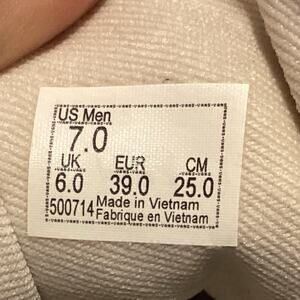 US Men
7.0
UK EUR CM
6.0 39.0 25.0
500714 Made in Vietnam
Fabrique en Vietnam